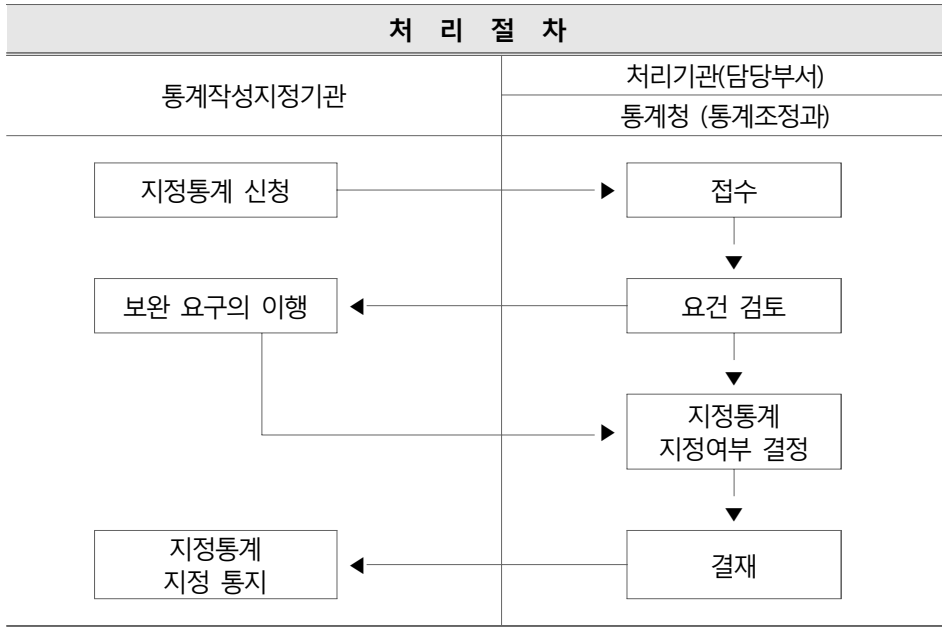 처 리 절 차
통계작성지정기관
처리기관(담당부서)
통계청 (통계조정과)
지정통계 신청
접수
보완 요구의 이행
요건 검토
지정통계
지정여부 결정
지정통계
지정 통지
결재